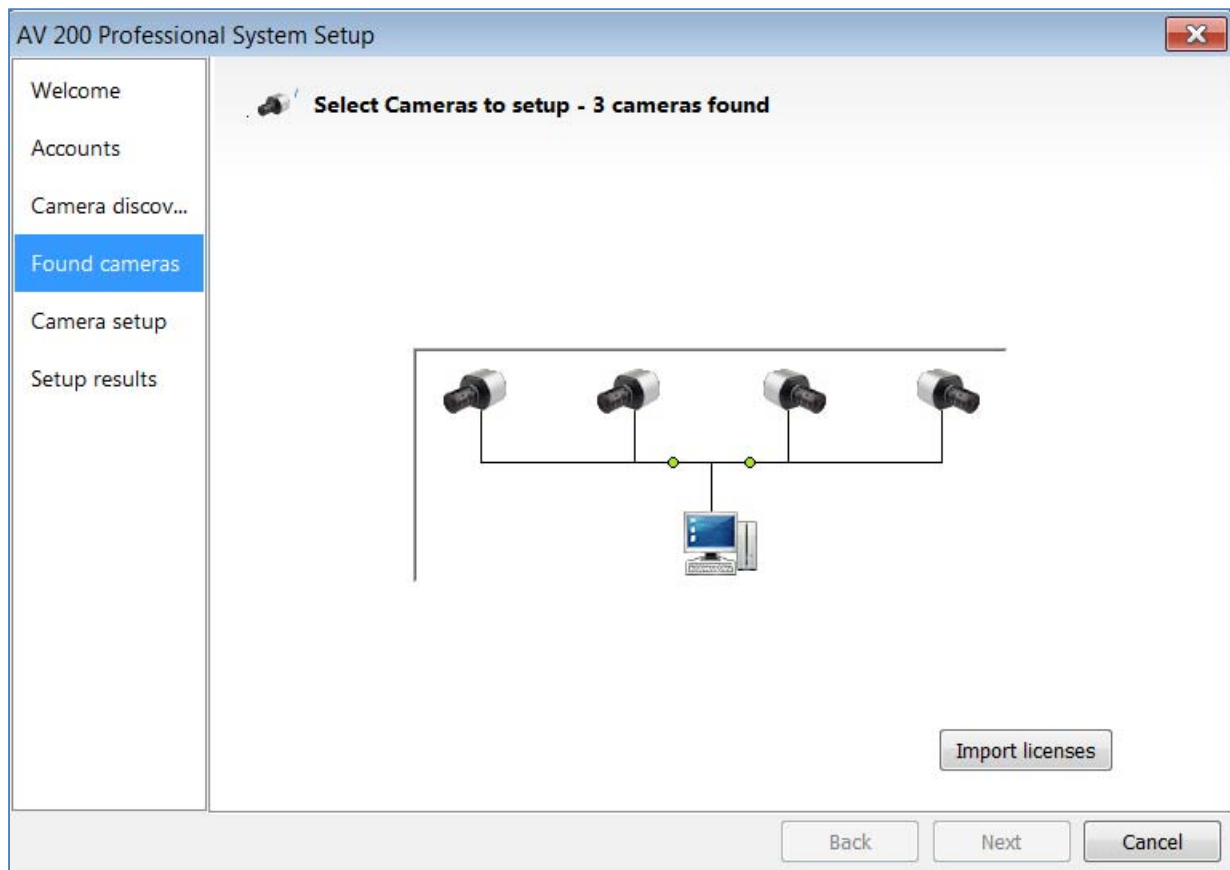 AV 200 Professional System Setup
Welcome
Accounts
Camera discov...
Found cameras
Camera setup
Setup results
Select Cameras to setup - 3 cameras found
Import licenses
Back
Next
Cancel